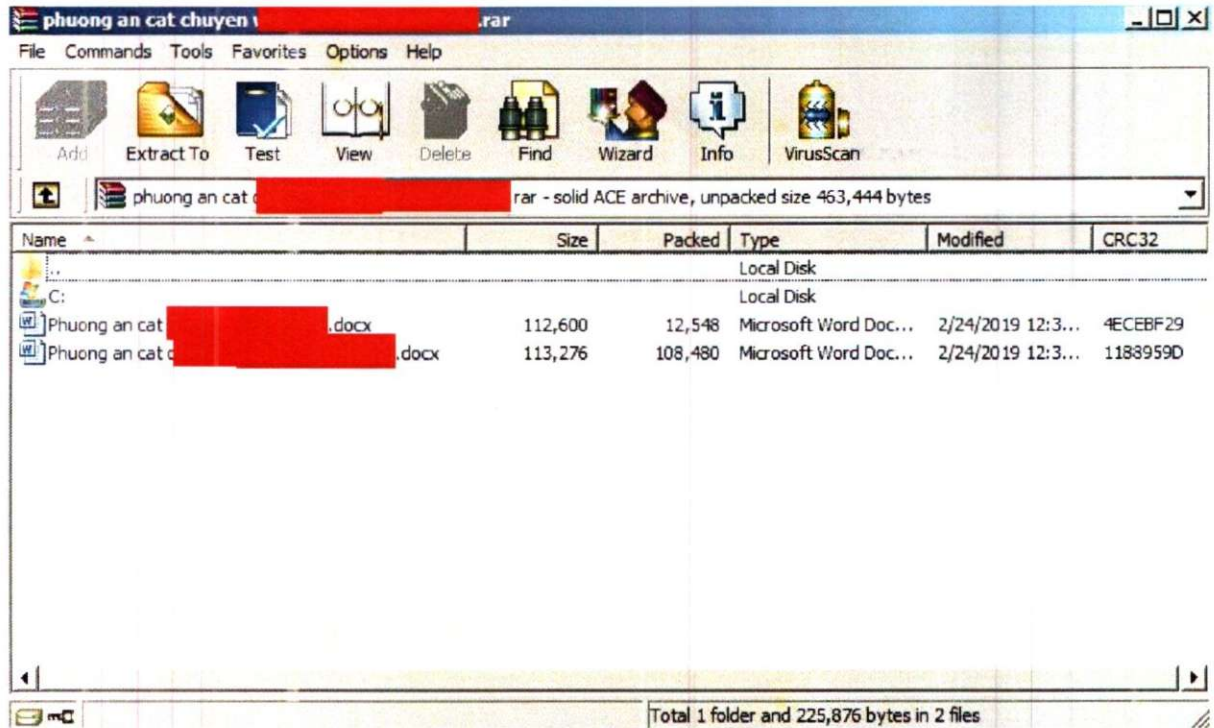 phuong an cat chuyen .rar
File Commands Tools Favorites Options Help
Add Extract To Test View Delete Find Wizard Info VirusScan
phuong an cat rar - solid ACE archive, unpacked size 463,444 bytes
Name Size Packed Type Modified CRC32
.. Local Disk
C: Local Disk
Phuong an cat .docx 112,600 12,548 Microsoft Word Doc... 2/24/2019 12:3... 4ECEBF29
Phuong an cat .docx 113,276 108,480 Microsoft Word Doc... 2/24/2019 12:3... 1188959D
Total 1 folder and 225,876 bytes in 2 files